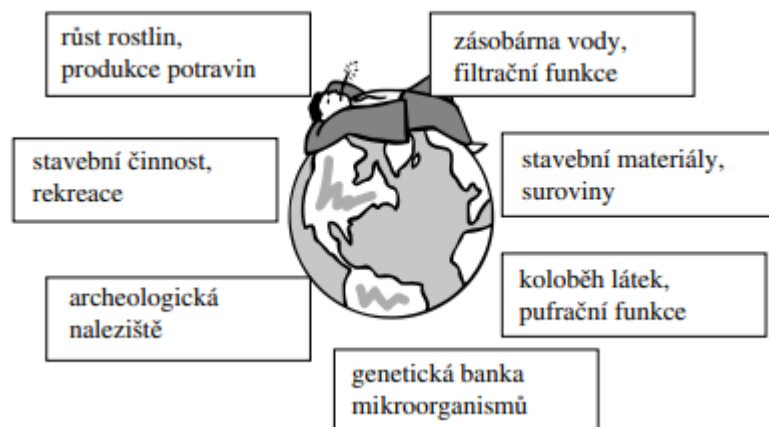 růst rostlin,
produkce potravin
zásobárna vody,
filtrační funkce
stavební činnost,
rekreace
stavební materiály,
suroviny
archeologická
naleziště
koloběh látek,
pufrační funkce
genetická banka
mikroorganismů